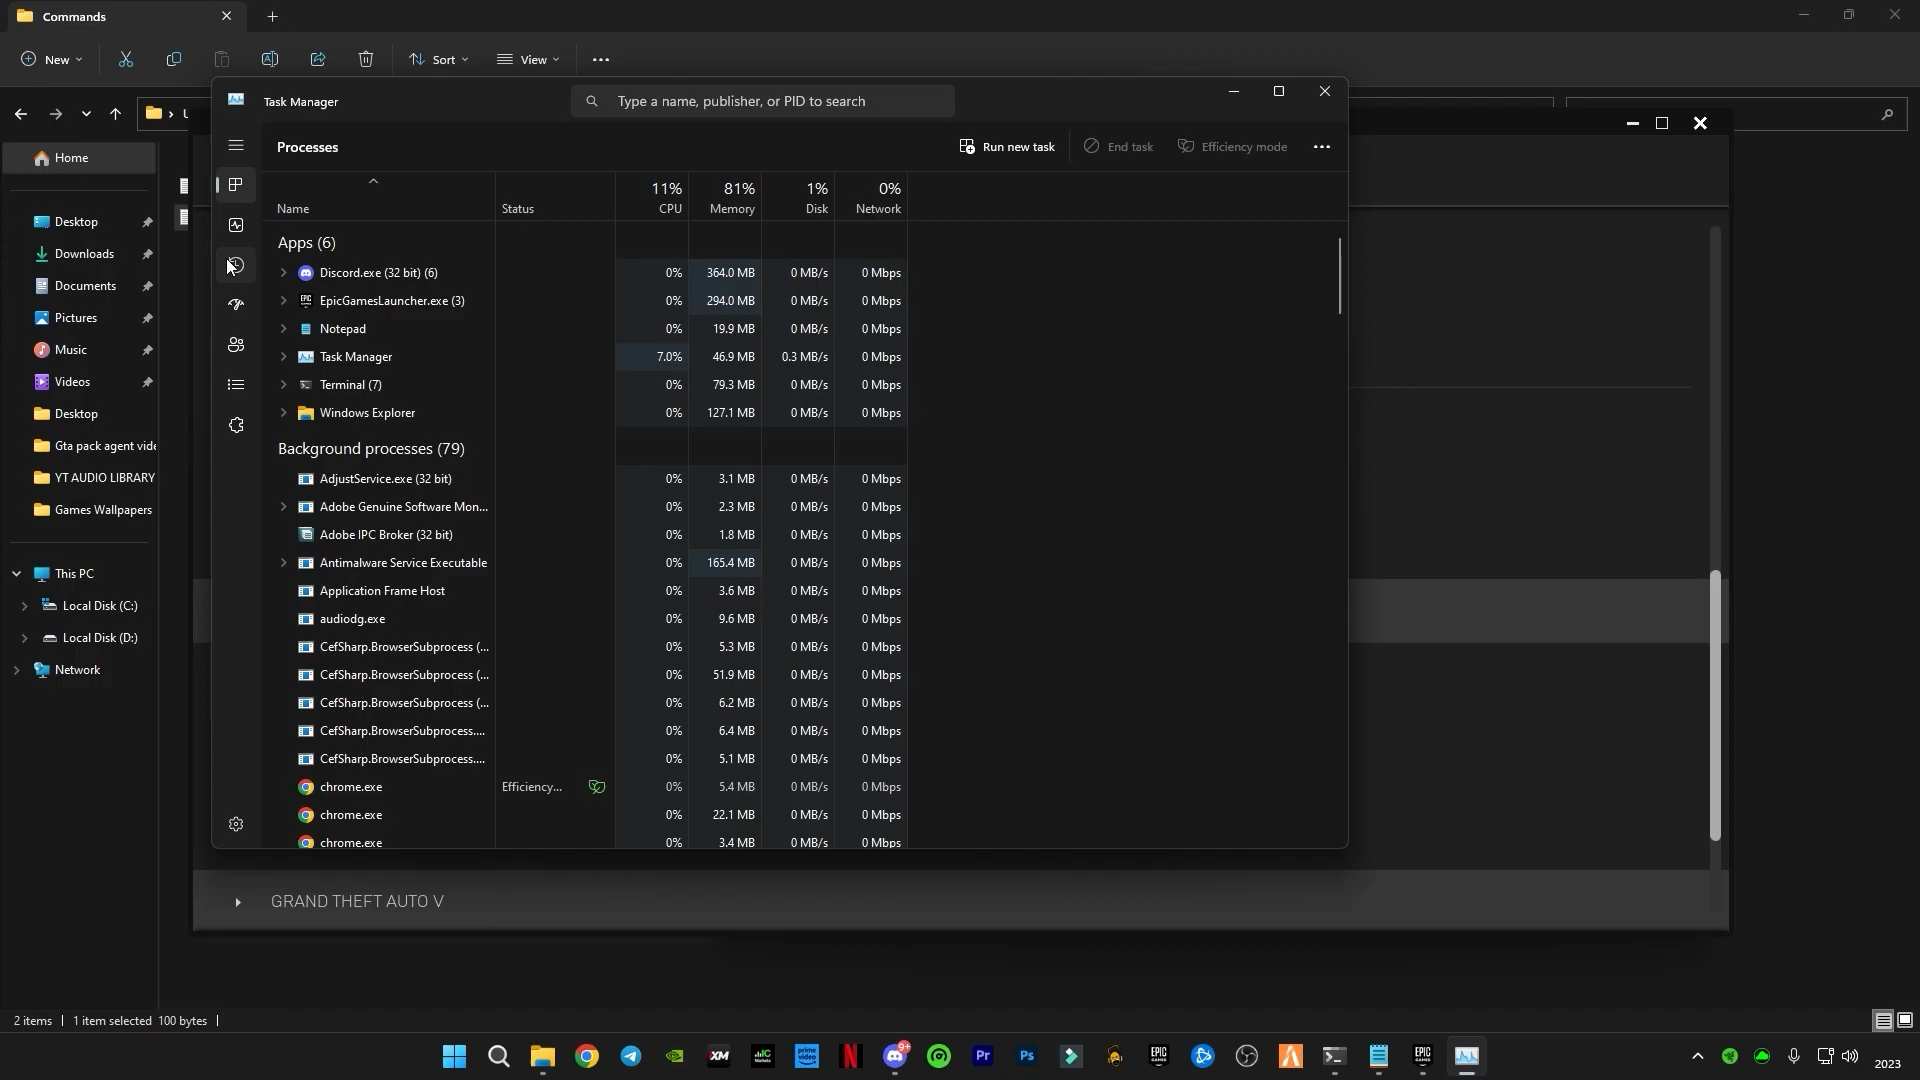 Commands
New
Sort
View
Task Manager
Type a name, publisher, or PID to search
Home
Processes
Run new task
End task
Efficiency mode
11%
81%
1%
0%
Name
Status
CPU
Memory
Disk
Network
Desktop
Downloads
Documents
Pictures
Music
Videos
Desktop
Gta pack agent vide
YT AUDIO LIBRARY
Games Wallpapers
This PC
Local Disk (C:)
Local Disk (D:)
Network
Apps (6)
Discord.exe (32 bit) (6) 0% 364.0 MB 0 MB/s 0 Mbps
EpicGamesLauncher.exe (3) 0% 294.0 MB 0 MB/s 0 Mbps
Notepad 0% 19.9 MB 0 MB/s 0 Mbps
Task Manager 7.0% 46.9 MB 0.3 MB/s 0 Mbps
Terminal (7) 0% 79.3 MB 0 MB/s 0 Mbps
Windows Explorer 0% 127.1 MB 0 MB/s 0 Mbps
Background processes (79)
AdjustService.exe (32 bit) 0% 3.1 MB 0 MB/s 0 Mbps
Adobe Genuine Software Mon... 0% 2.3 MB 0 MB/s 0 Mbps
Adobe IPC Broker (32 bit) 0% 1.8 MB 0 MB/s 0 Mbps
Antimalware Service Executable 0% 165.4 MB 0 MB/s 0 Mbps
Application Frame Host 0% 3.6 MB 0 MB/s 0 Mbps
audiodg.exe 0% 9.6 MB 0 MB/s 0 Mbps
CefSharp.BrowserSubprocess (... 0% 5.3 MB 0 MB/s 0 Mbps
CefSharp.BrowserSubprocess (... 0% 51.9 MB 0 MB/s 0 Mbps
CefSharp.BrowserSubprocess (... 0% 6.2 MB 0 MB/s 0 Mbps
CefSharp.BrowserSubprocess.... 0% 6.4 MB 0 MB/s 0 Mbps
CefSharp.BrowserSubprocess.... 0% 5.1 MB 0 MB/s 0 Mbps
chrome.exe Efficiency... 0% 5.4 MB 0 MB/s 0 Mbps
chrome.exe 0% 22.1 MB 0 MB/s 0 Mbps
chrome.exe 0% 3.4 MB 0 MB/s 0 Mbps
GRAND THEFT AUTO V
2 items
1 item selected 100 bytes
XM
prime video
N
9+
Pr
Ps
EPIC GAMES
EPIC GAMES
2023